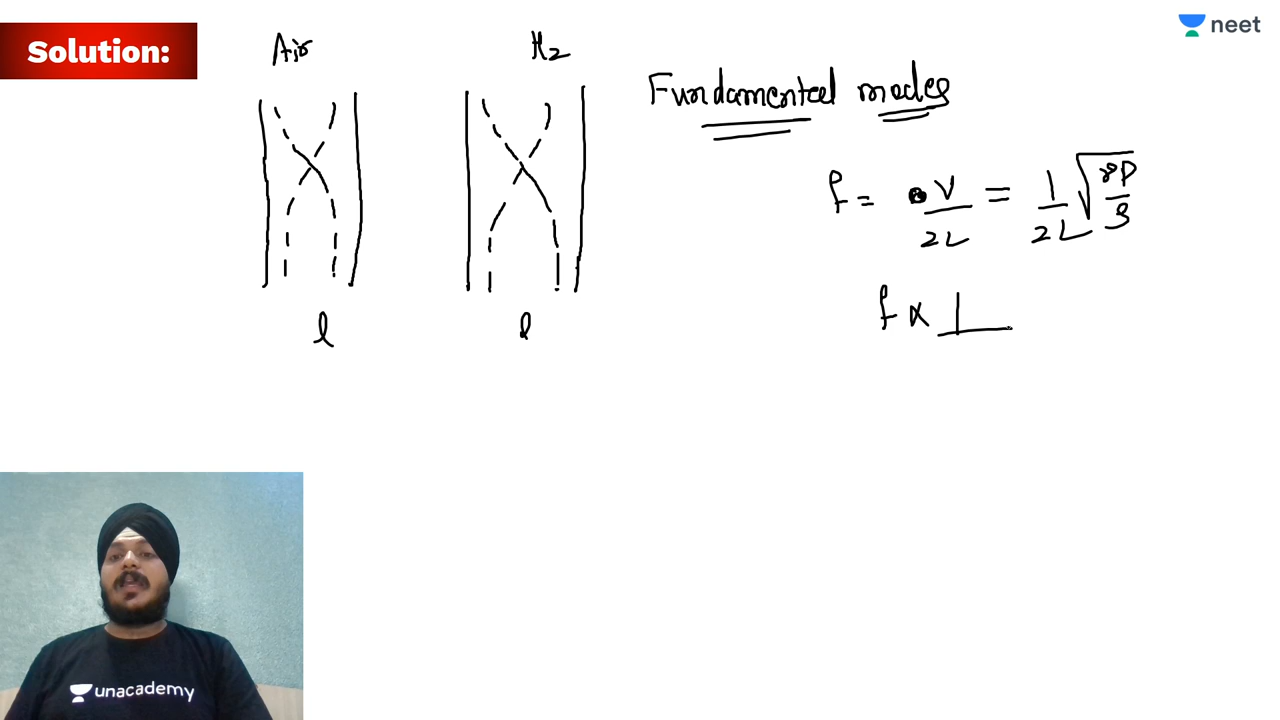 Solution:
Air
H₂
neet
Fundamental modes
f = V/2L = 1/2L √(γP/ρ)
f ∝ 1/
l
l
unacademy